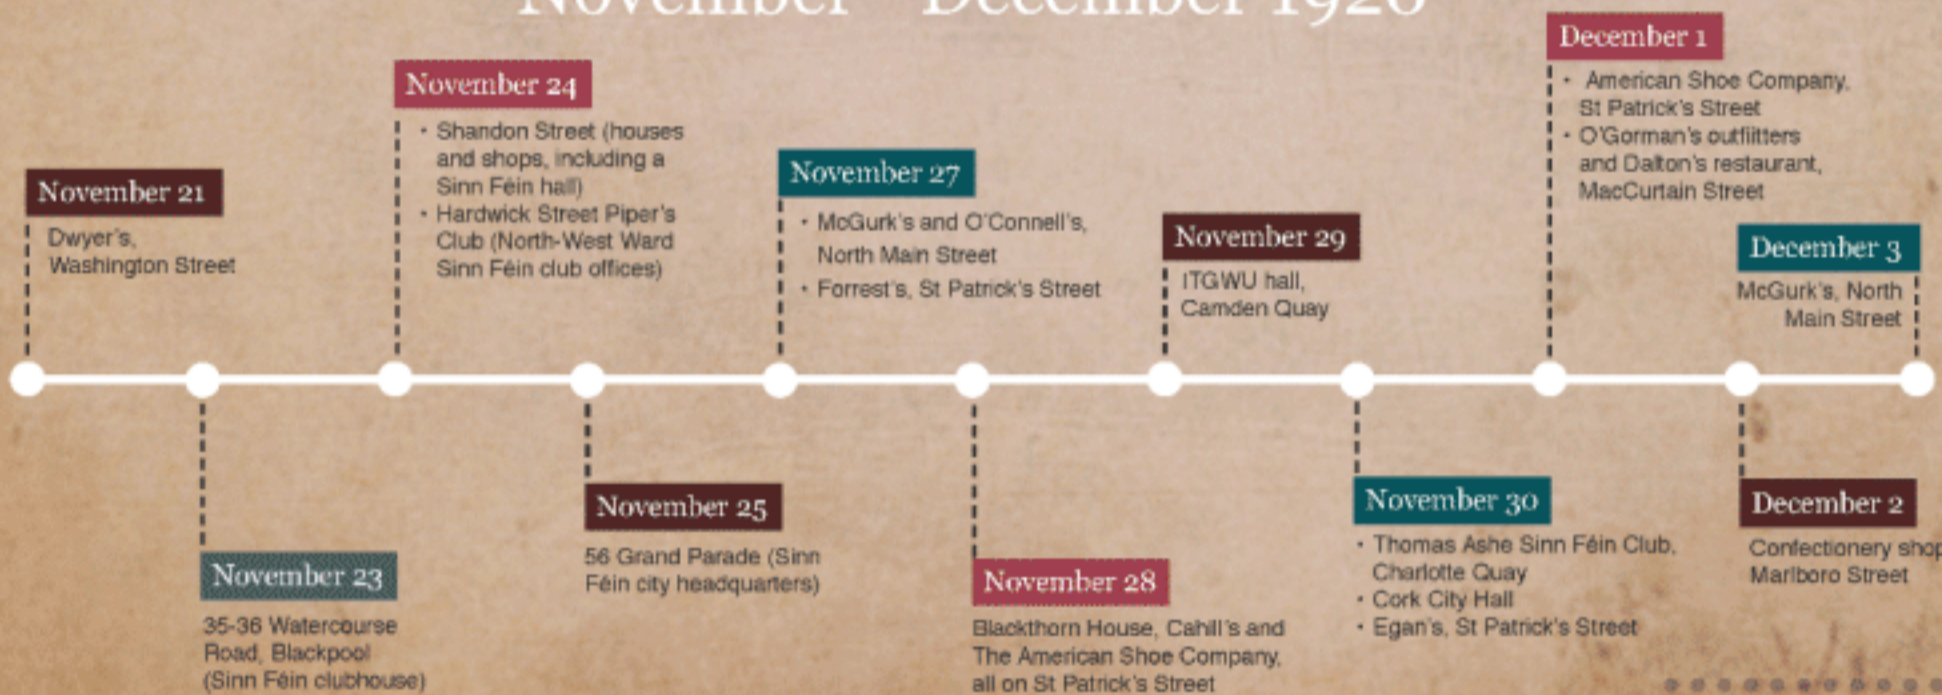 November - December 1920
November 21
Dwyer's,
Washington Street
November 23
35-36 Watercourse
Road, Blackpool
(Sinn Féin clubhouse)
November 24
• Shandon Street (houses
and shops, including a
Sinn Féin hall)
• Hardwick Street Piper's
Club (North-West Ward
Sinn Féin club offices)
November 25
56 Grand Parade (Sinn
Féin city headquarters)
November 27
• McGurk's and O'Connell's,
North Main Street
• Forrest's, St Patrick's Street
November 28
Blackthorn House, Cahill's and
The American Shoe Company,
all on St Patrick's Street
November 29
ITGWU hall,
Camden Quay
November 30
• Thomas Ashe Sinn Féin Club,
Charlotte Quay
• Cork City Hall
• Egan's, St Patrick's Street
December 1
• American Shoe Company,
St Patrick's Street
• O'Gorman's outfiitters
and Dalton's restaurant,
MacCurtain Street
December 2
Confectionery shop
Marlboro Street
December 3
McGurk's, North
Main Street